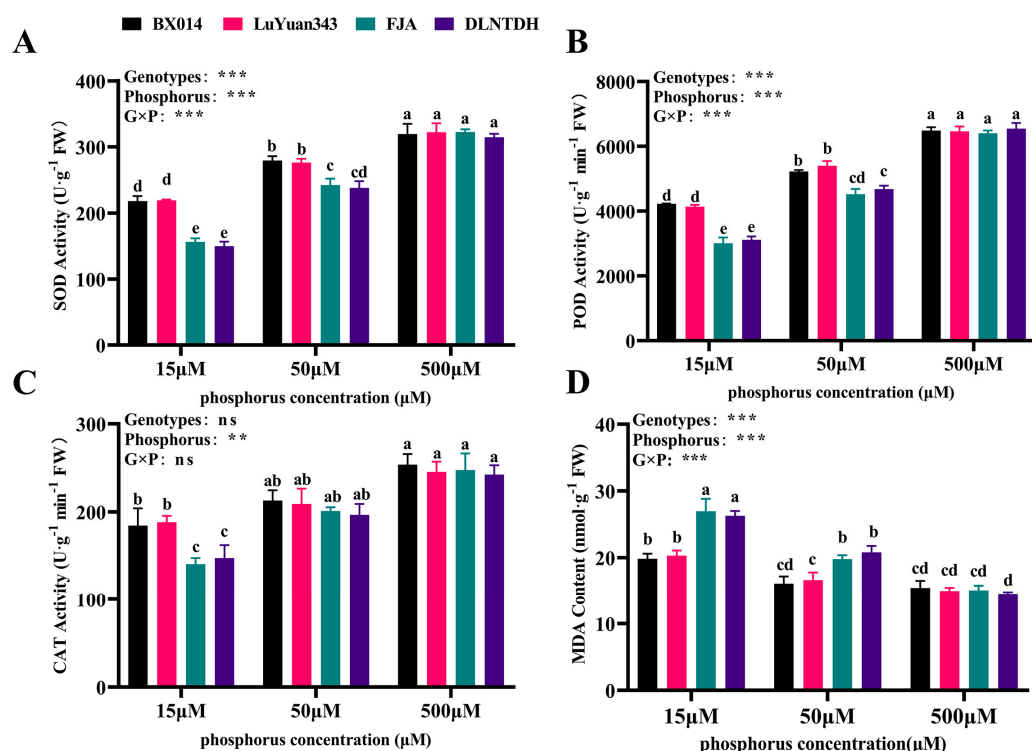 BX014 LuYuan343 FJA DLNTDH
A
Genotypes: ***
Phosphorus: ***
G×P: ***
SOD Activity (U·g⁻¹ FW)
400
300
200
100
0
d d e e
b b c cd
a a a a
15μM 50μM 500μM
phosphorus concentration (μM)
B
Genotypes: ***
Phosphorus: ***
G×P: ***
POD Activity (U·g⁻¹ min⁻¹ FW)
8000
6000
4000
2000
0
d d e e
b b cd c
a a a a
15μM 50μM 500μM
phosphorus concentration (μM)
C
Genotypes: ns
Phosphorus: **
G×P: ns
CAT Activity (U·g⁻¹ min⁻¹ FW)
300
200
100
0
b b c c
ab ab ab ab
a a a a
15μM 50μM 500μM
phosphorus concentration (μM)
D
Genotypes: ***
Phosphorus: ***
G×P: ***
MDA Content (nmol·g⁻¹ FW)
40
30
20
10
0
b b a a
cd c b b
cd cd cd d
15μM 50μM 500μM
phosphorus concentration(μM)